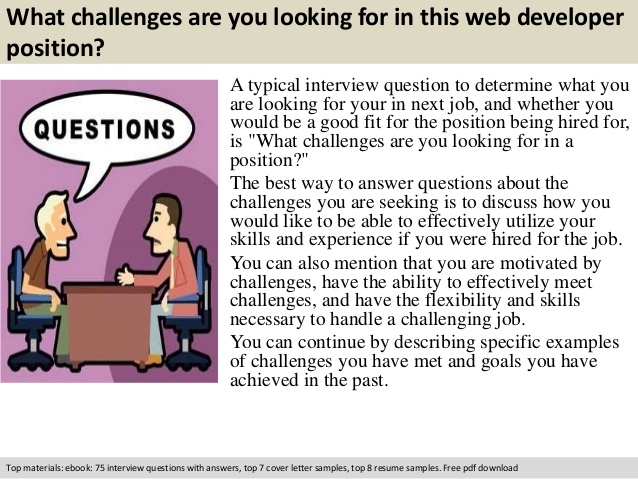 What challenges are you looking for in this web developer
position?
QUESTIONS
A typical interview question to determine what you
are looking for your in next job, and whether you
would be a good fit for the position being hired for,
is "What challenges are you looking for in a
position?"
The best way to answer questions about the
challenges you are seeking is to discuss how you
would like to be able to effectively utilize your
skills and experience if you were hired for the job.
You can also mention that you are motivated by
challenges, have the ability to effectively meet
challenges, and have the flexibility and skills
necessary to handle a challenging job.
You can continue by describing specific examples
of challenges you have met and goals you have
achieved in the past.
Top materials: ebook: 75 interview questions with answers, top 7 cover letter samples, top 8 resume samples. Free pdf download